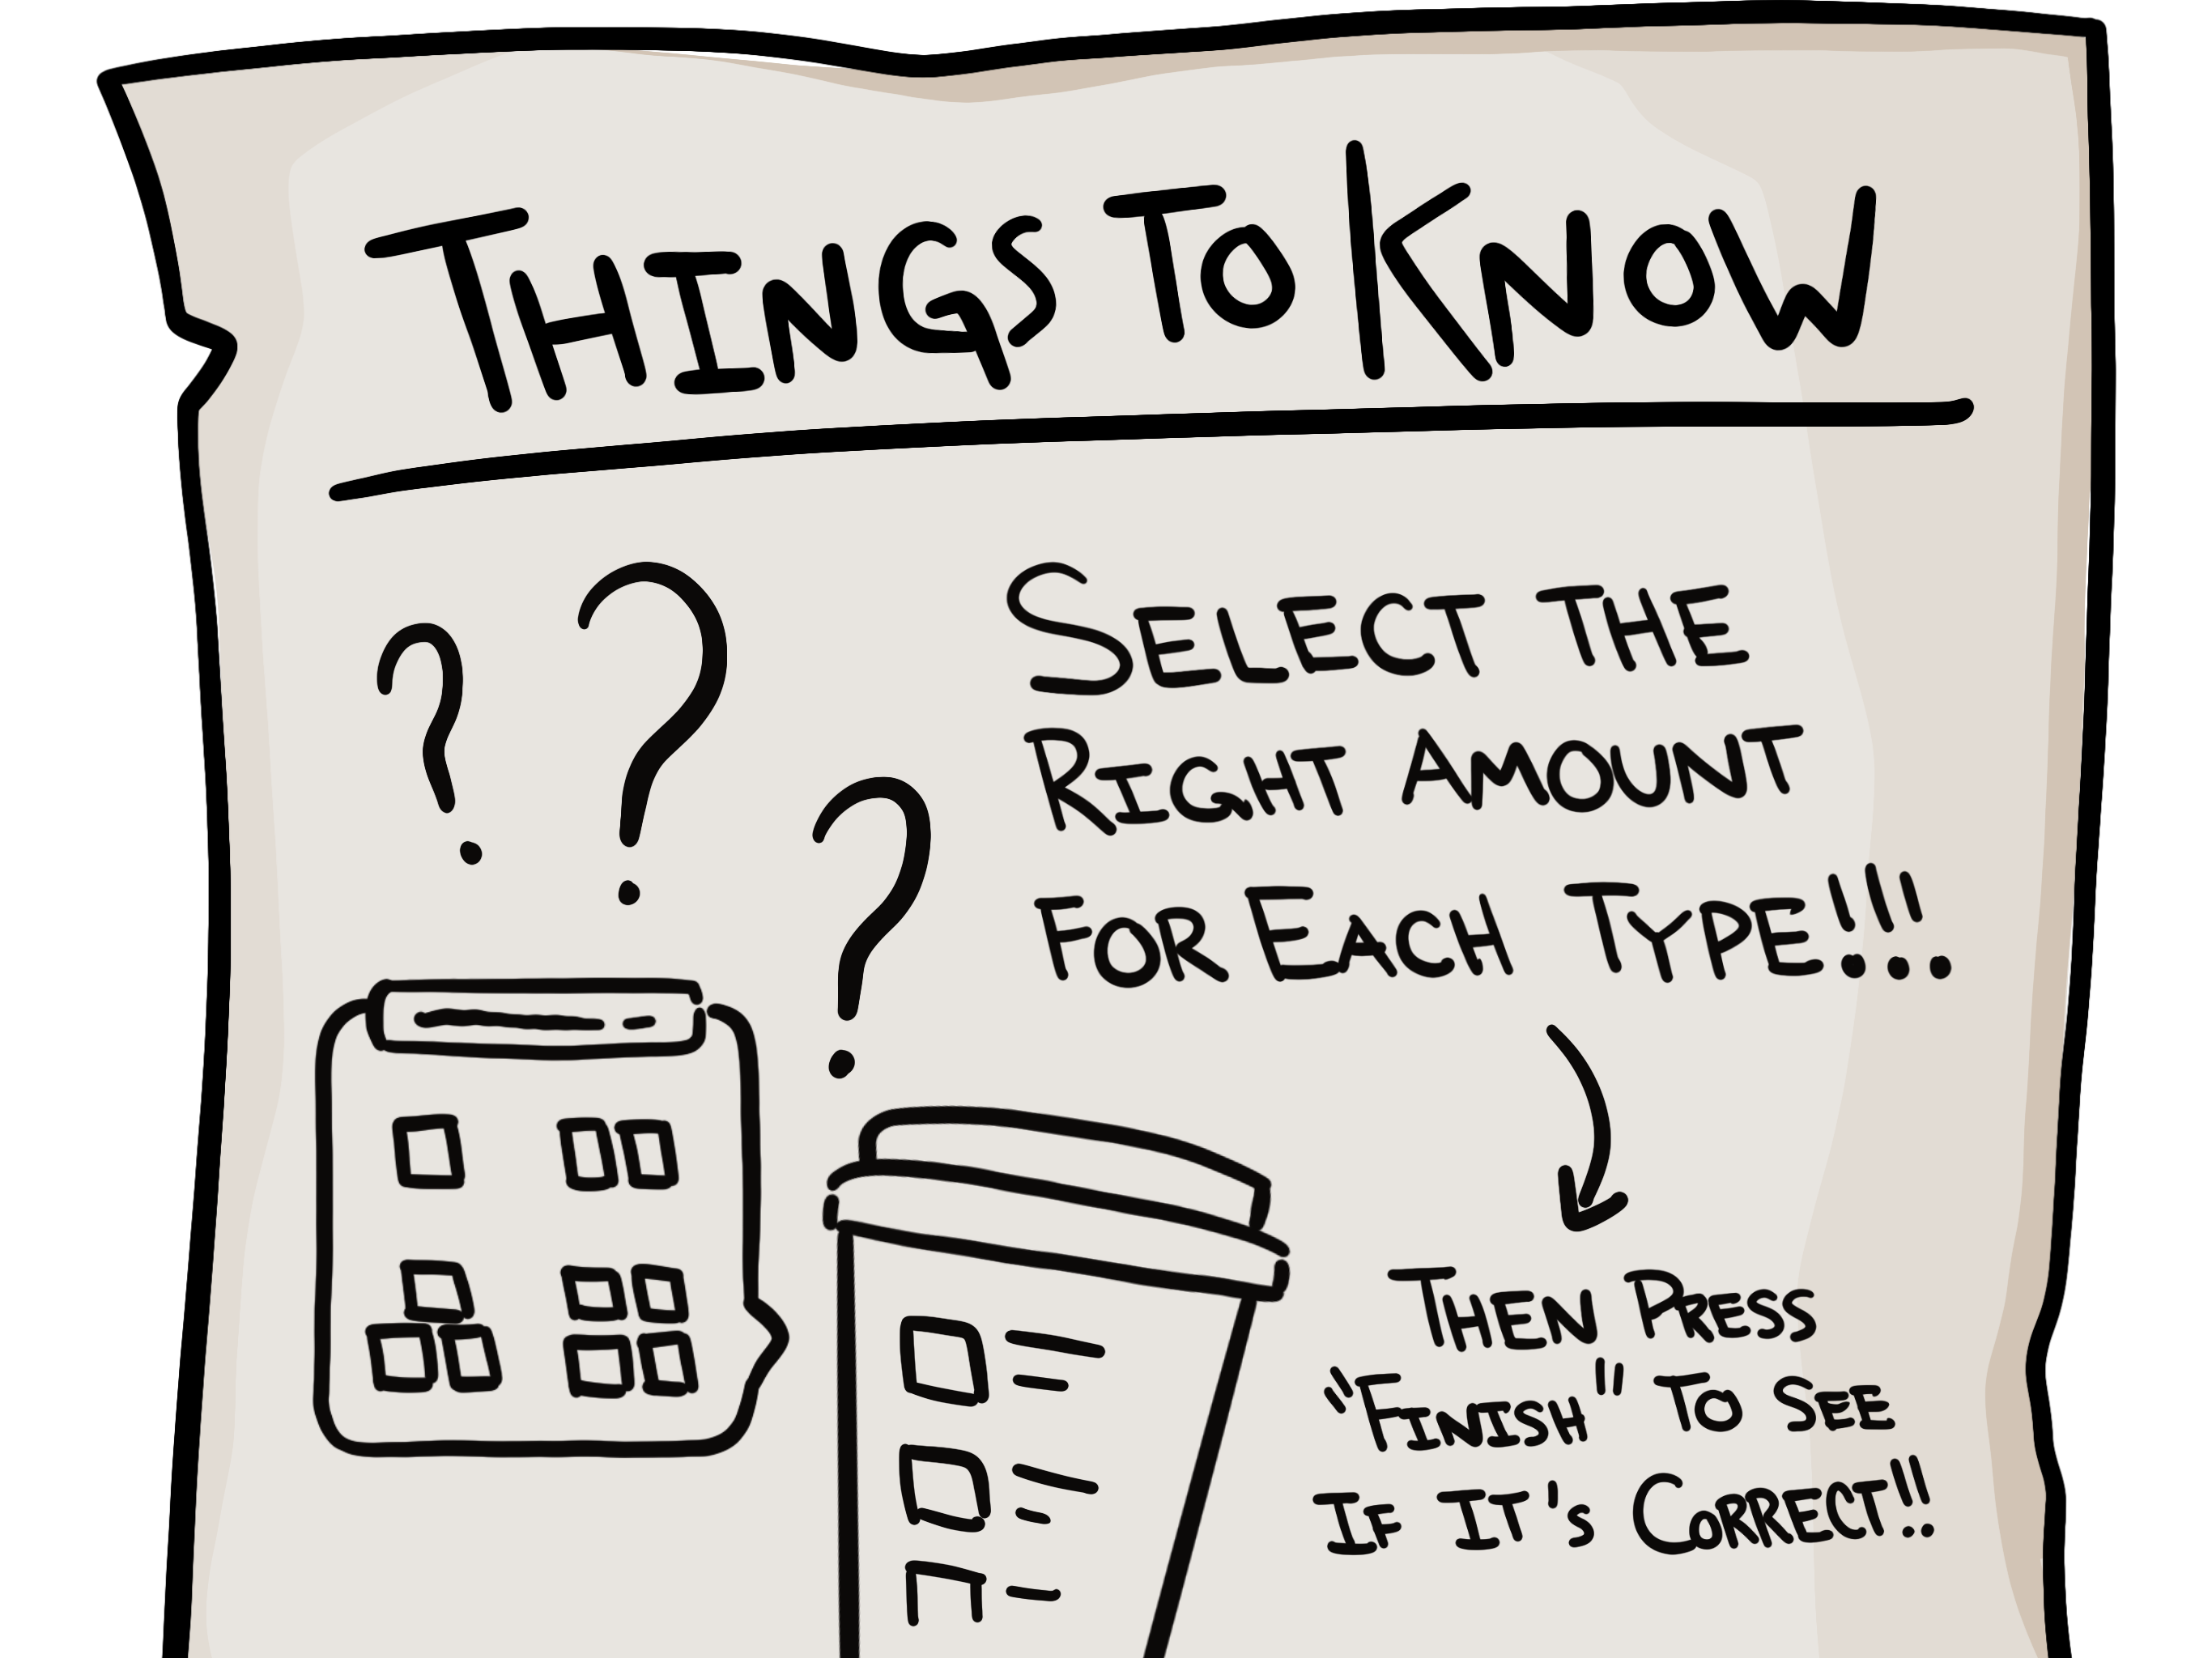 THINGS TO KNOW
SELECT THE
RIGHT AMOUNT
FOR EACH TYPE!!!
THEN PRESS
"FINISH" TO SEE
IF IT'S CORRECT!!
? ? ?